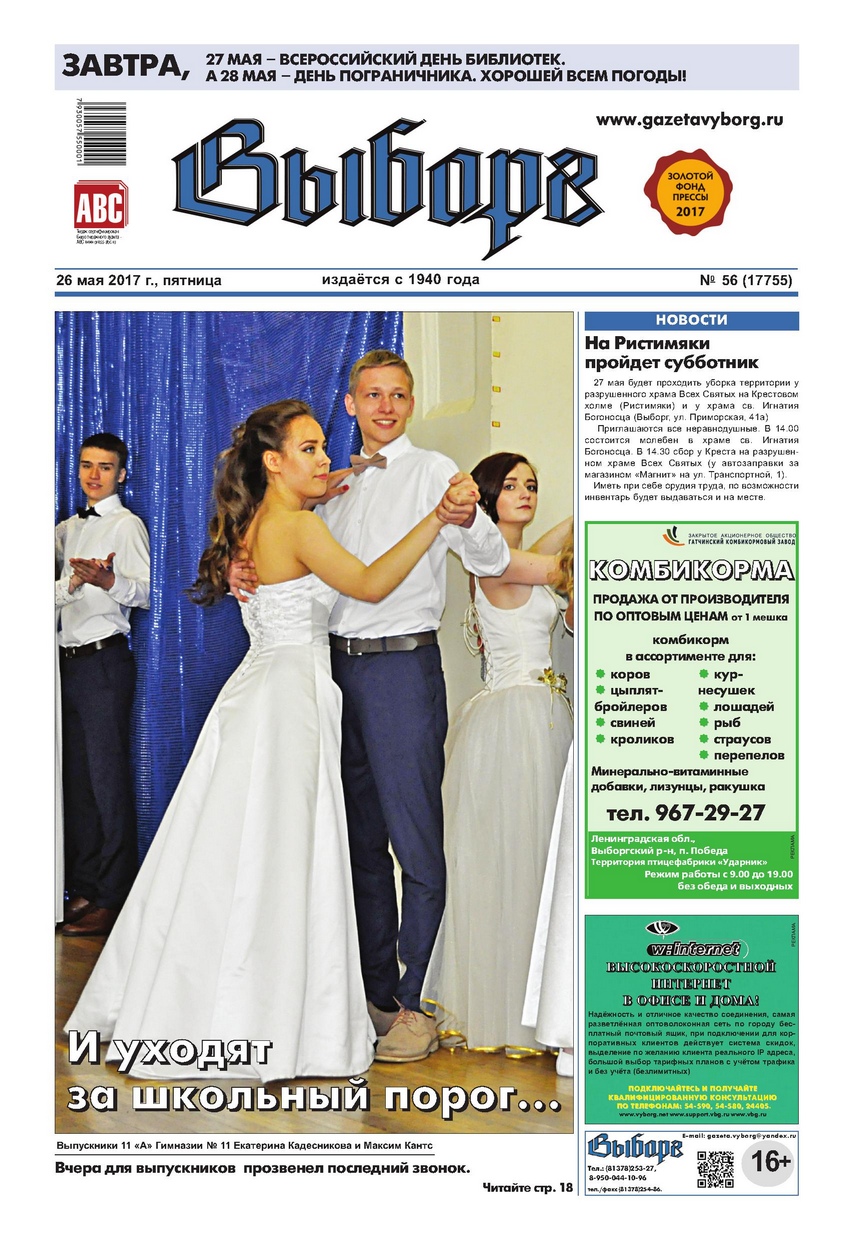 ЗАВТРА,
27 МАЯ – ВСЕРОССИЙСКИЙ ДЕНЬ БИБЛИОТЕК.
А 28 МАЯ – ДЕНЬ ПОГРАНИЧНИКА. ХОРОШЕЙ ВСЕМ ПОГОДЫ!
www.gazetavyborg.ru
Выборг
ABC
ЗОЛОТОЙ
ФОНД
ПРЕССЫ
2017
26 мая 2017 г., пятница
издаётся с 1940 года
№ 56 (17755)
И уходят
за школьный порог...
Выпускники 11 «А» Гимназии № 11 Екатерина Кадесникова и Максим Кантс
Вчера для выпускников прозвенел последний звонок.
Читайте стр. 18
НОВОСТИ
На Ристимяки
пройдет субботник
27 мая будет проходить уборка территории у
разрушенного храма Всех Святых на Крестовом
холме (Ристимяки) и у храма св. Игнатия
Богоносца (Выборг, ул. Приморская, 41а)
Приглашаются все неравнодушные. В 14.00
состоится молебен в храме св. Игнатия
Богоносца. В 14.30 сбор у Креста на разрушен-
ном храме Всех Святых (у автозаправки за
магазином «Магнит» на ул. Транспортной, 1).
Иметь при себе орудия труда, по возможности
инвентарь будет выдаваться и на месте.
ЗАКРЫТОЕ АКЦИОНЕРНОЕ ОБЩЕСТВО
ГАТЧИНСКИЙ КОМБИКОРМОВЫЙ ЗАВОД
КОМБИКОРМА
ПРОДАЖА ОТ ПРОИЗВОДИТЕЛЯ
ПО ОПТОВЫМ ЦЕНАМ от 1 мешка
комбикорм
в ассортименте для:
коров
цыплят-
бройлеров
свиней
кроликов
кур-
несушек
лошадей
рыб
страусов
перепелов
Минерально-витаминные
добавки, лизунцы, ракушка
тел. 967-29-27
Ленинградская обл.,
Выборгский р-н, п. Победа
Территория птицефабрики «Ударник»
Режим работы с 9.00 до 19.00
без обеда и выходных
РЕКЛАМА
РЕКЛАМА
w:internet
ВЫСОКОСКОРОСТНОЙ
ИНТЕРНЕТ
В ОФИСЕ И ДОМА!
Надёжность и отличное качество соединения, самая
разветлённая оптоволоконная сеть по городу бес-
платный почтовый ящик, при подключении для кор-
поративных клиентов действует система скидок,
выделение по желанию клиента реального IP адреса,
большой выбор тарифных планов с учётом трафика
и без учёта (безлимитных)
ПОДКЛЮЧАЙТЕСЬ И ПОЛУЧАЙТЕ
КВАЛИФИЦИРОВАННУЮ КОНСУЛЬТАЦИЮ
ПО ТЕЛЕФОНАМ: 54-590, 54-580, 24405.
www.vyborg.net www.support.vbg.ru www.vbg.ru
Выборг
E-mail: gazeta.vyborg@yandex.ru
Тел.: (81378)253-27,
8-950-044-10-96
тел./факс(81378)254-86.
16+